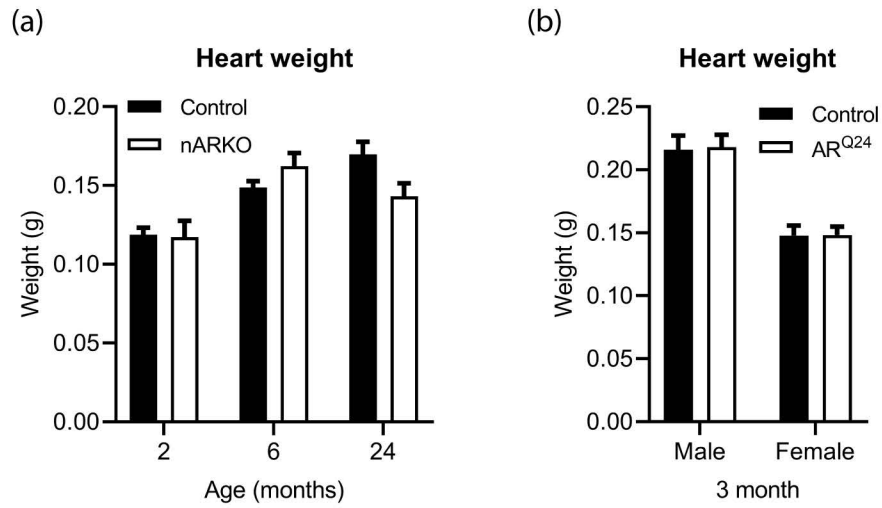 (a)
Heart weight
Control
nARKO
Weight (g)
0.20
0.15
0.10
0.05
0.00
2 6 24
Age (months)
(b)
Heart weight
Control
AR^Q24
Weight (g)
0.25
0.20
0.15
0.10
0.05
0.00
Male Female
3 month